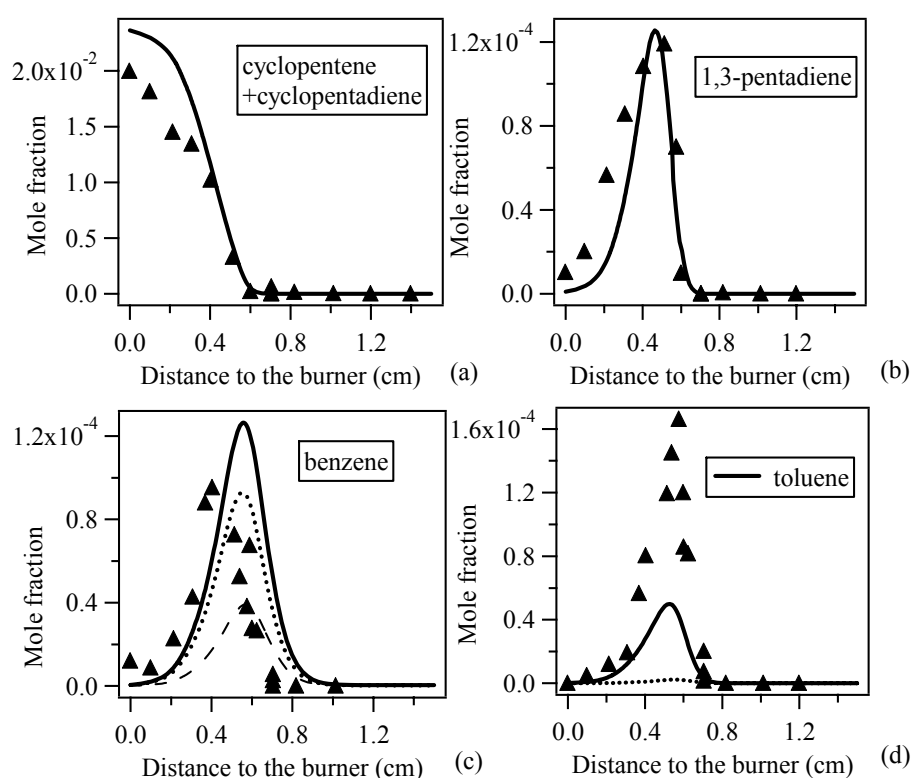 2.0x10⁻²
1.5
1.0
0.5
0.0
Mole fraction
cyclopentene
+cyclopentadiene
0.0 0.4 0.8 1.2
Distance to the burner (cm)
(a)
1.2x10⁻⁴
0.8
0.4
0.0
Mole fraction
1,3-pentadiene
0.0 0.4 0.8 1.2
Distance to the burner (cm)
(b)
1.2x10⁻⁴
0.8
0.4
0.0
Mole fraction
benzene
0.0 0.4 0.8 1.2
Distance to the burner (cm)
(c)
1.6x10⁻⁴
1.2
0.8
0.4
0.0
Mole fraction
toluene
0.0 0.4 0.8 1.2
Distance to the burner (cm)
(d)